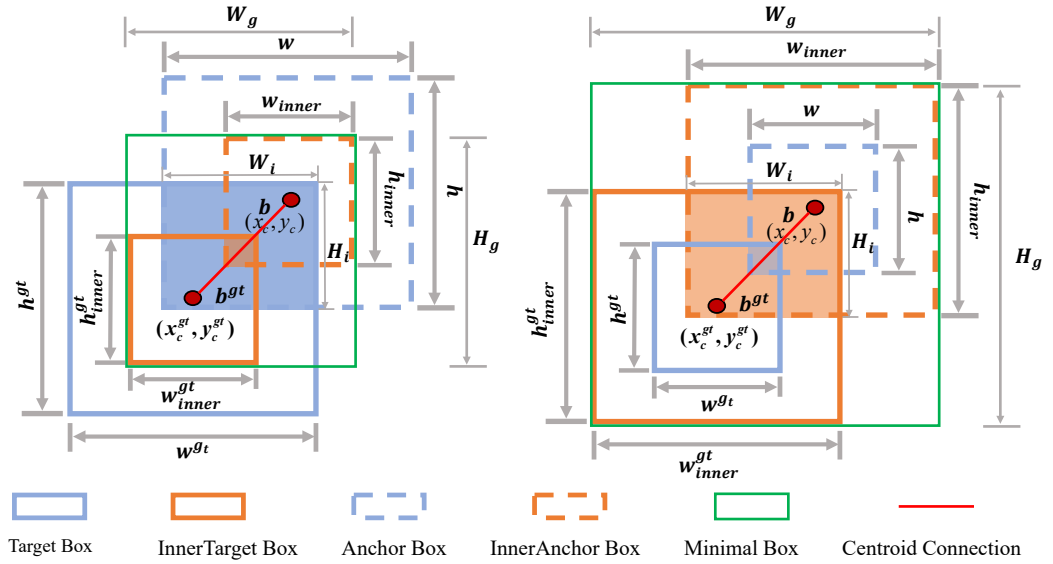 W_g
w
w_inner
W_i
b
(x_c, y_c)
h_inner
h
H_i
H_g
h^gt
h^gt_inner
b^gt
(x^gt_c, y^gt_c)
w^gt_inner
w^gt
W_g
w_inner
w
W_i
b
(x_c, y_c)
h
h_inner
H_i
H_g
h^gt_inner
h^gt
b^gt
(x^gt_c, y^gt_c)
w^gt
w^gt_inner
Target Box
InnerTarget Box
Anchor Box
InnerAnchor Box
Minimal Box
Centroid Connection